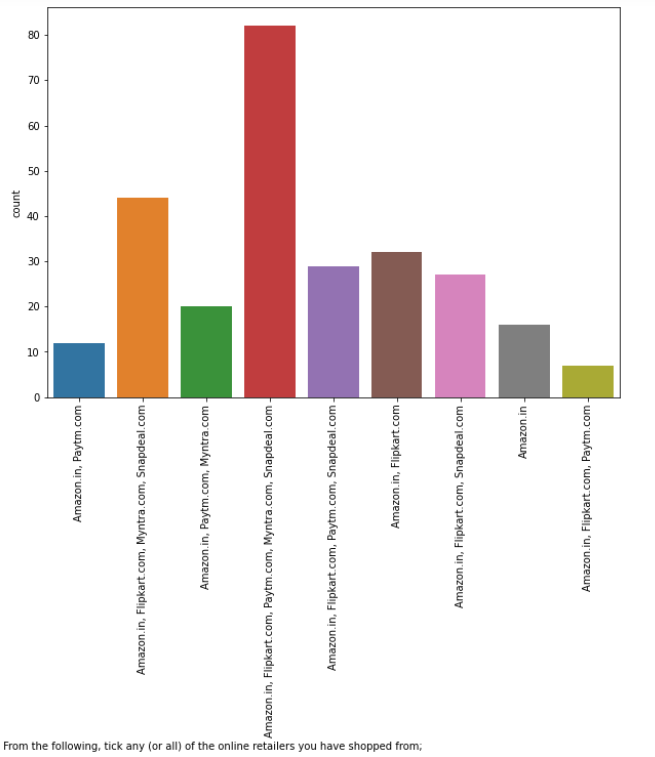 80
70
60
50
40
30
20
10
0
count
Amazon.in, Paytm.com
Amazon.in, Flipkart.com, Myntra.com, Snapdeal.com
Amazon.in, Paytm.com, Myntra.com
Amazon.in, Flipkart.com, Paytm.com, Myntra.com, Snapdeal.com
Amazon.in, Flipkart.com, Paytm.com, Snapdeal.com
Amazon.in, Flipkart.com
Amazon.in, Flipkart.com, Snapdeal.com
Amazon.in
Amazon.in, Flipkart.com, Paytm.com
From the following, tick any (or all) of the online retailers you have shopped from;